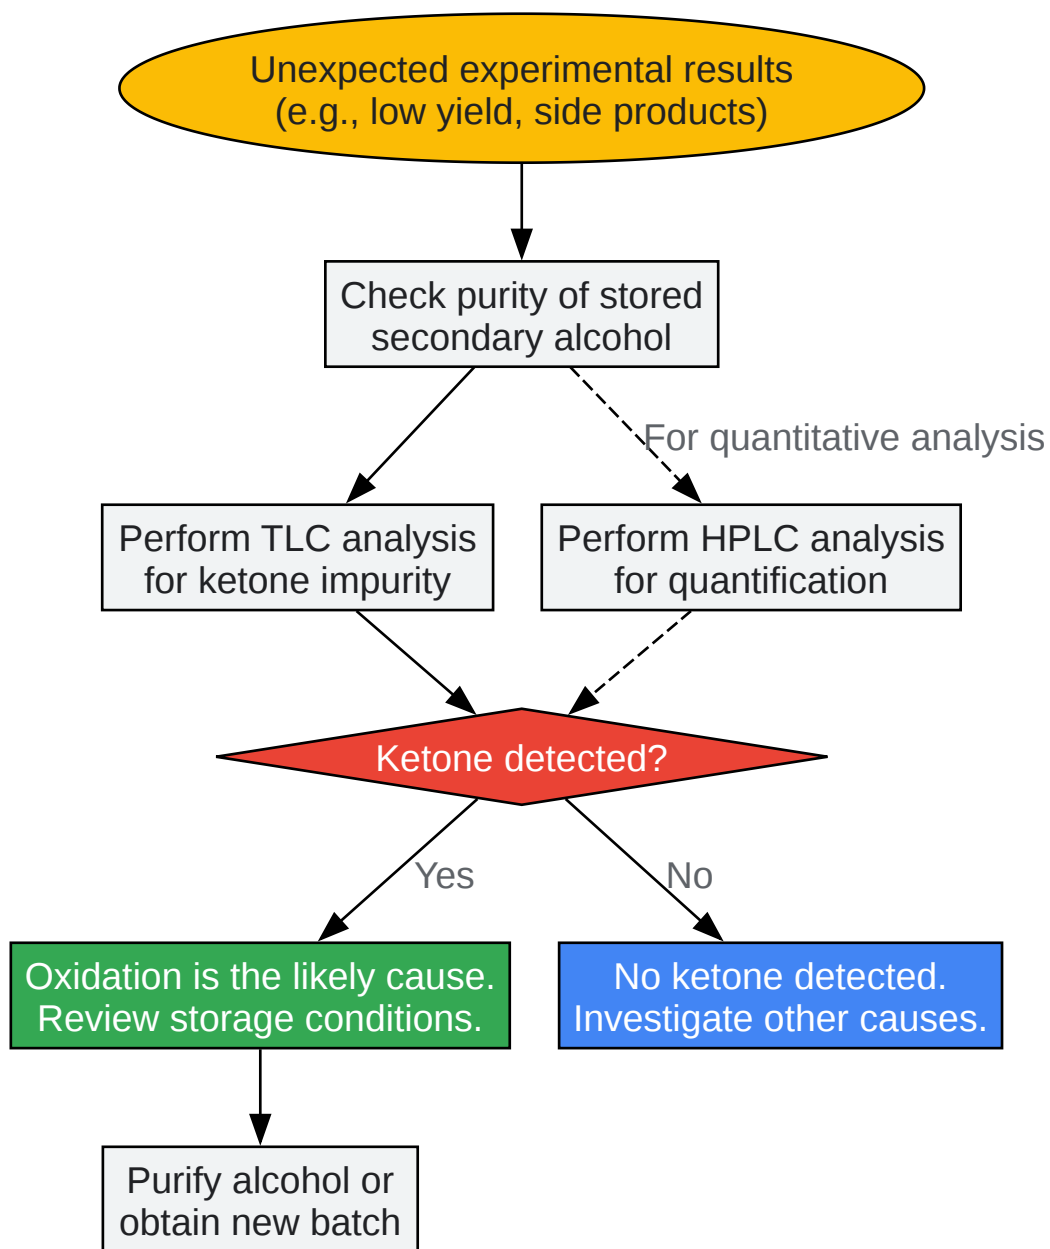 Unexpected experimental results
(e.g., low yield, side products)
Check purity of stored
secondary alcohol
For quantitative analysis
Perform TLC analysis
for ketone impurity
Perform HPLC analysis
for quantification
Ketone detected?
Yes
No
Oxidation is the likely cause.
Review storage conditions.
No ketone detected.
Investigate other causes.
Purify alcohol or
obtain new batch